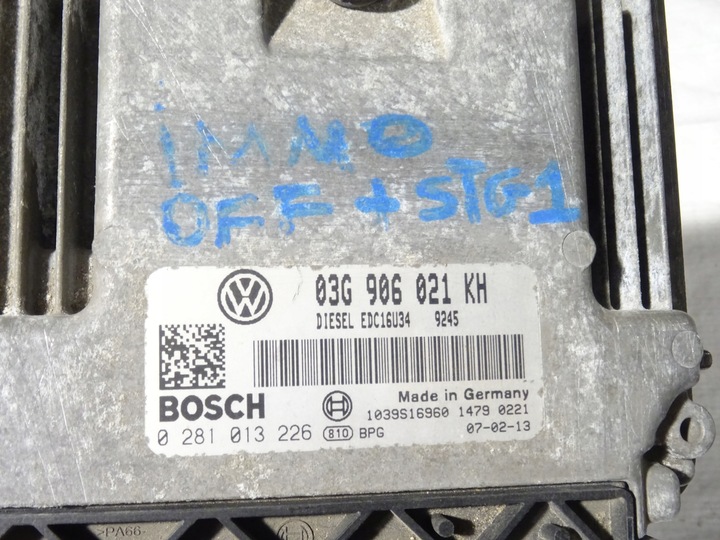 iMMO
OFF + STG1
03G 906 021 KH
DIESEL EDC16U34 9245
BOSCH
Made in Germany
1039S16960 1479 0221
0 281 013 226 810 BPG 07-02-13
>PA66-